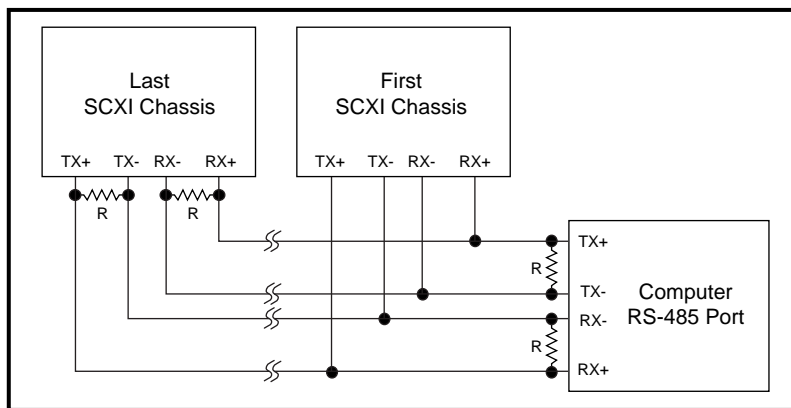 Last
SCXI Chassis
TX+ TX- RX- RX+
First
SCXI Chassis
TX+ TX- RX- RX+
R R
TX+
R
TX-
Computer
RS-485 Port
RX-
R
RX+